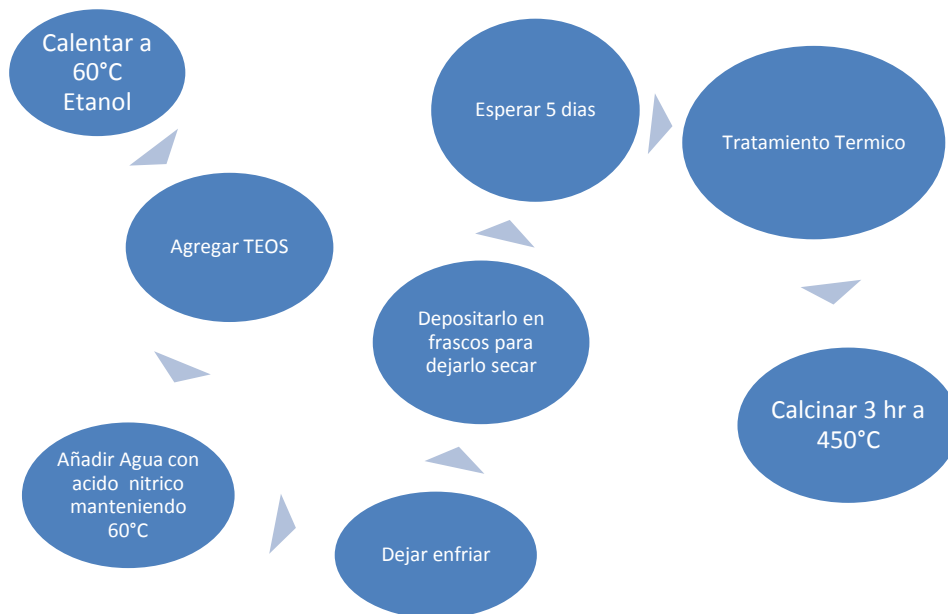 Calentar a
60°C
Etanol
Agregar TEOS
Añadir Agua con
acido nitrico
manteniendo
60°C
Dejar enfriar
Depositarlo en
frascos para
dejarlo secar
Esperar 5 dias
Tratamiento Termico
Calcinar 3 hr a
450°C